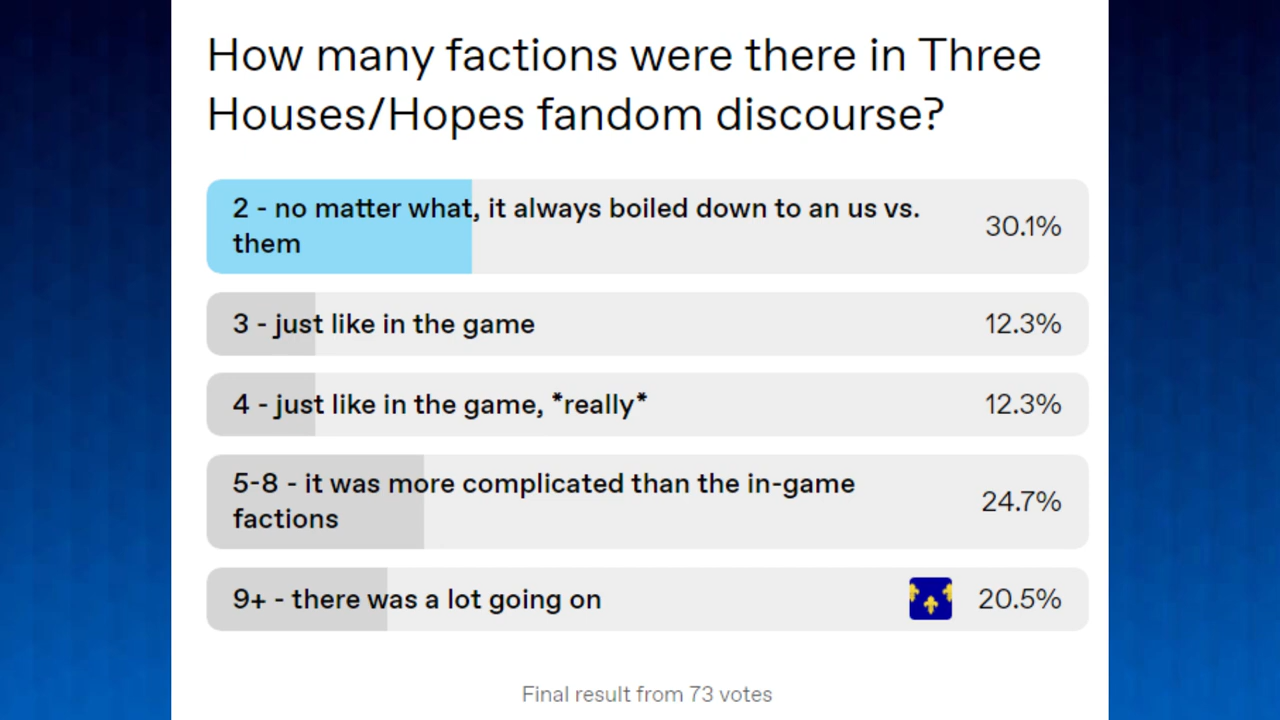 How many factions were there in Three
Houses/Hopes fandom discourse?
2 - no matter what, it always boiled down to an us vs.
them
30.1%
3 - just like in the game
12.3%
4 - just like in the game, *really*
12.3%
5-8 - it was more complicated than the in-game
factions
24.7%
9+ - there was a lot going on
20.5%
Final result from 73 votes